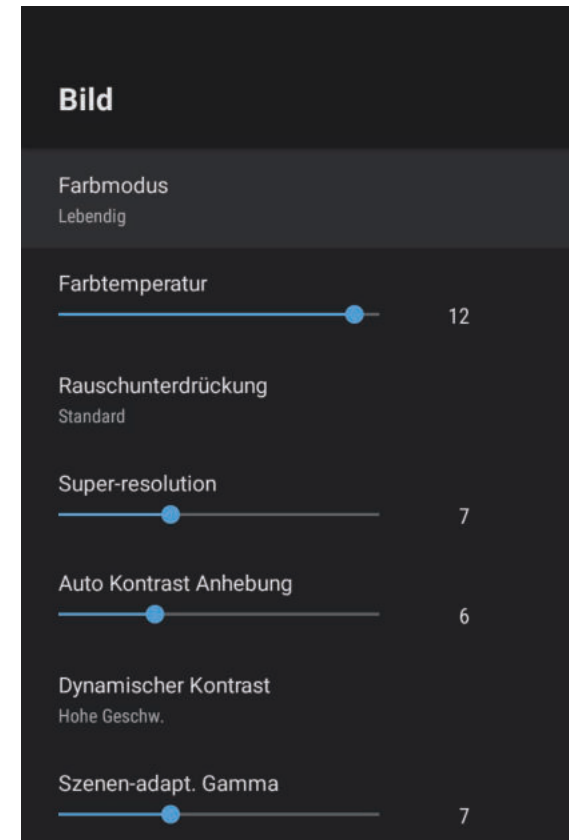 Bild
Farbmodus
Lebendig
Farbtemperatur
12
Rauschunterdrückung
Standard
Super-resolution
7
Auto Kontrast Anhebung
6
Dynamischer Kontrast
Hohe Geschw.
Szenen-adapt. Gamma
7